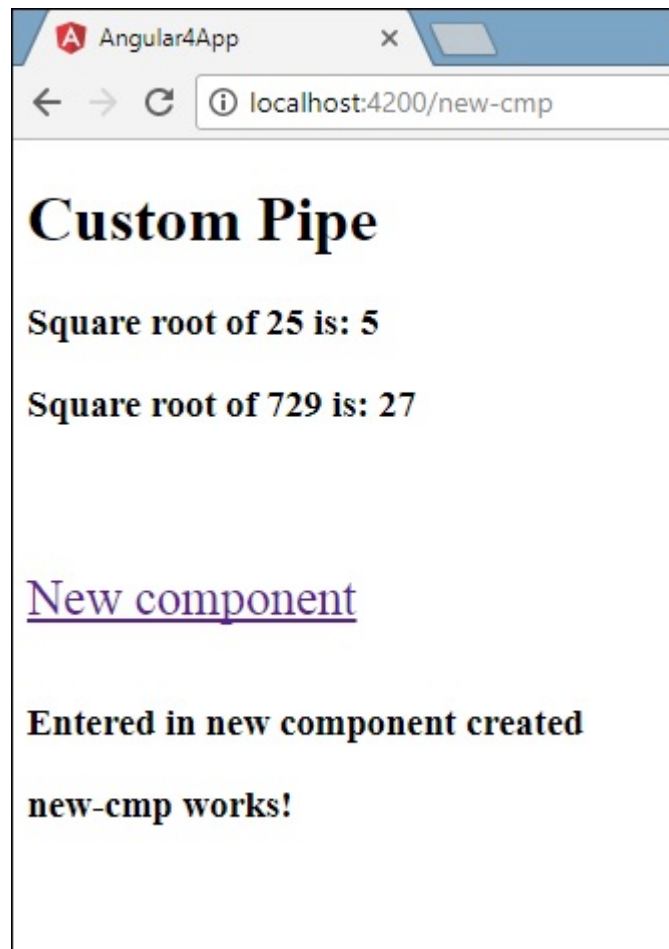 Angular4App
localhost:4200/new-cmp
Custom Pipe
Square root of 25 is: 5
Square root of 729 is: 27
New component
Entered in new component created
new-cmp works!